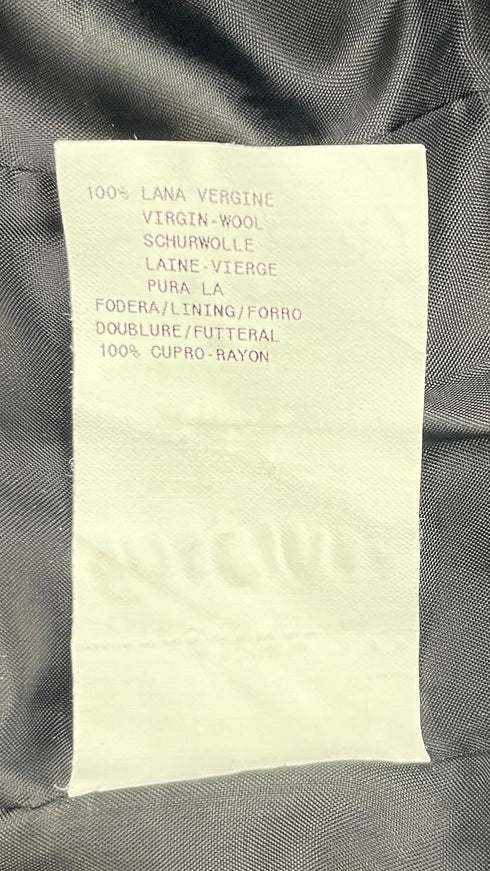 100% LANA VERGINE
VIRGIN-WOOL
SCHURWOLLE
LAINE-VIERGE
PURA LA
FODERA/LINING/FORRO
DOUBLURE/FUTTERAL
100% CUPRO-RAYON